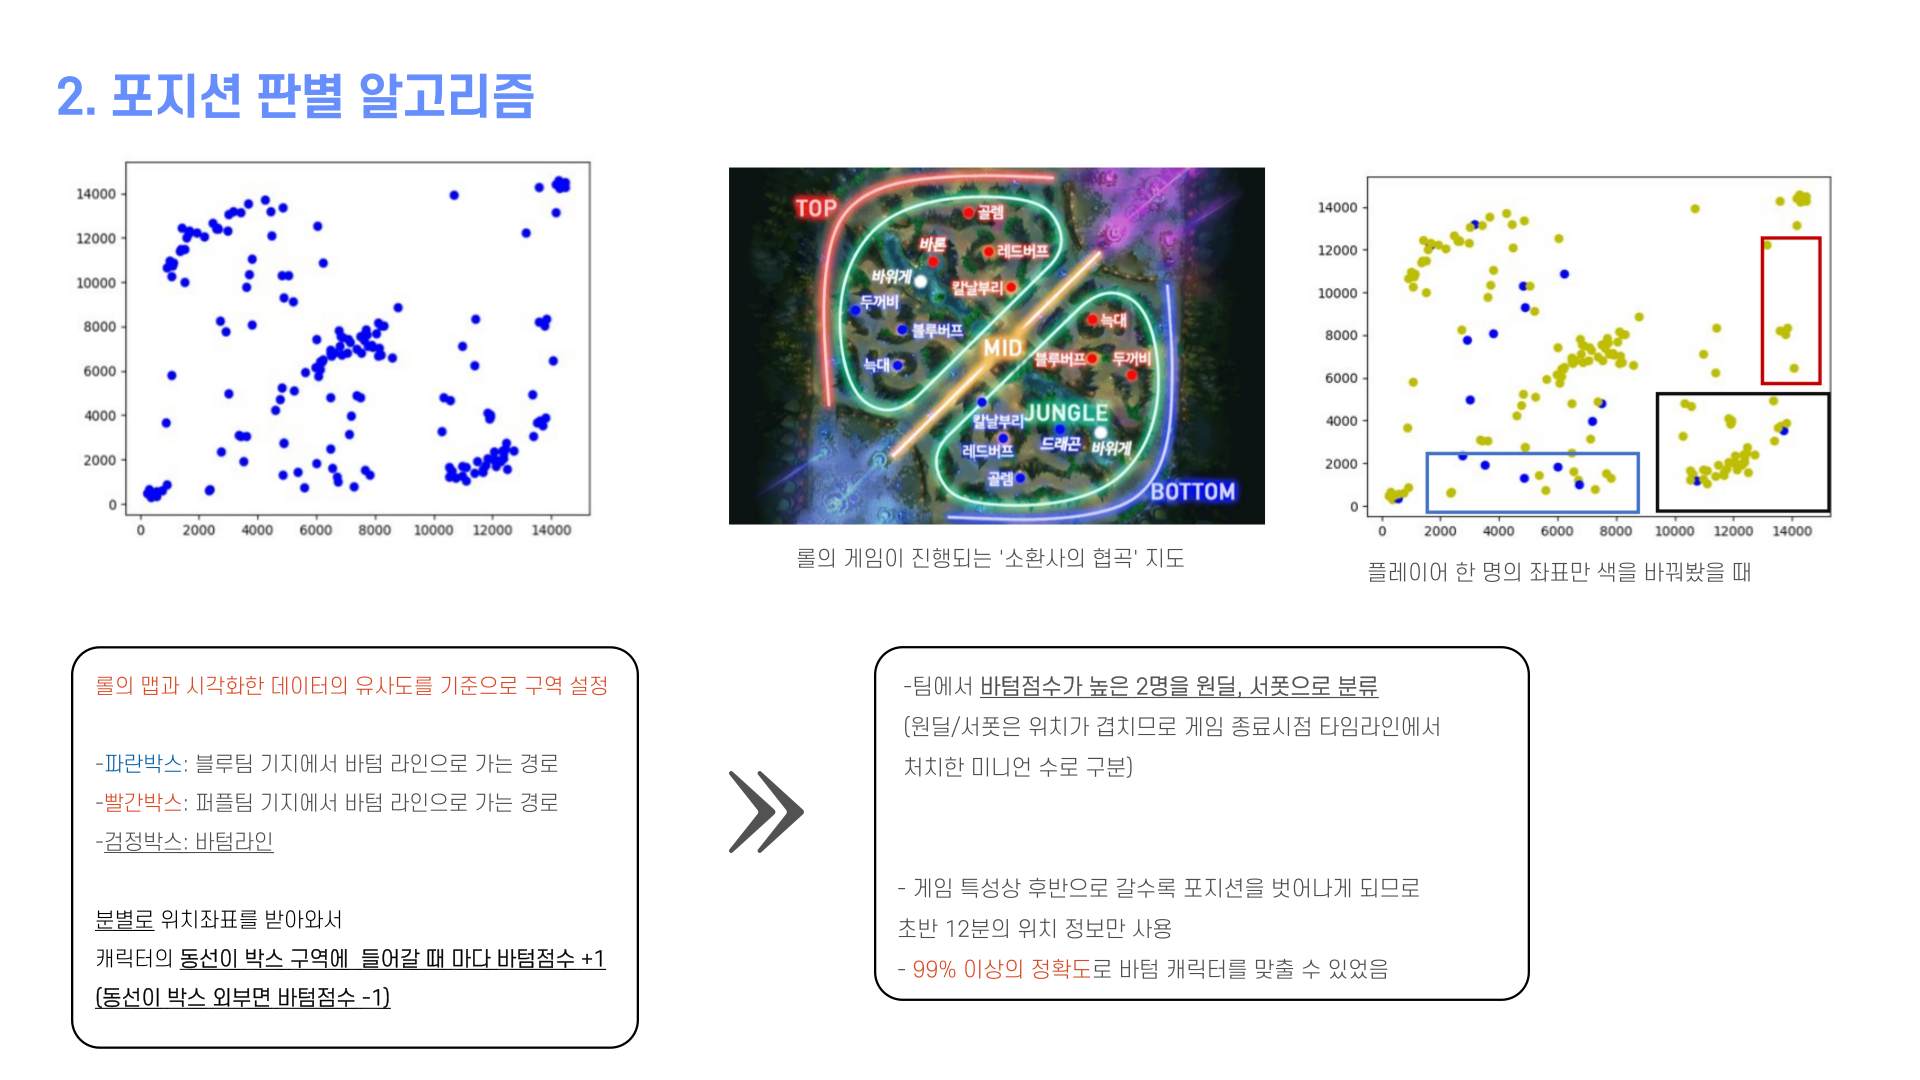 2. 포지션 판별 알고리즘
14000
12000
10000
8000
6000
4000
2000
0
0 2000 4000 6000 8000 10000 12000 14000
TOP
골렘
바론
레드버프
바위게
칼날부리
두꺼비
블루버프
늑대
MID
늑대
블루버프
두꺼비
칼날부리
JUNGLE
레드버프
드래곤
바위게
골렘
BOTTOM
롤의 게임이 진행되는 '소환사의 협곡' 지도
14000
12000
10000
8000
6000
4000
2000
0
0 2000 4000 6000 8000 10000 12000 14000
플레이어 한 명의 좌표만 색을 바꿔봤을 때
롤의 맵과 시각화한 데이터의 유사도를 기준으로 구역 설정
-파란박스: 블루팀 기지에서 바텀 라인으로 가는 경로
-빨간박스: 퍼플팀 기지에서 바텀 라인으로 가는 경로
-검정박스: 바텀라인
분별로 위치좌표를 받아와서
캐릭터의 동선이 박스 구역에 들어갈 때 마다 바텀점수 +1
(동선이 박스 외부면 바텀점수 -1)
-팀에서 바텀점수가 높은 2명을 원딜, 서폿으로 분류
(원딜/서폿은 위치가 겹치므로 게임 종료시점 타임라인에서
처치한 미니언 수로 구분)
- 게임 특성상 후반으로 갈수록 포지션을 벗어나게 되므로
초반 12분의 위치 정보만 사용
- 99% 이상의 정확도로 바텀 캐릭터를 맞출 수 있었음